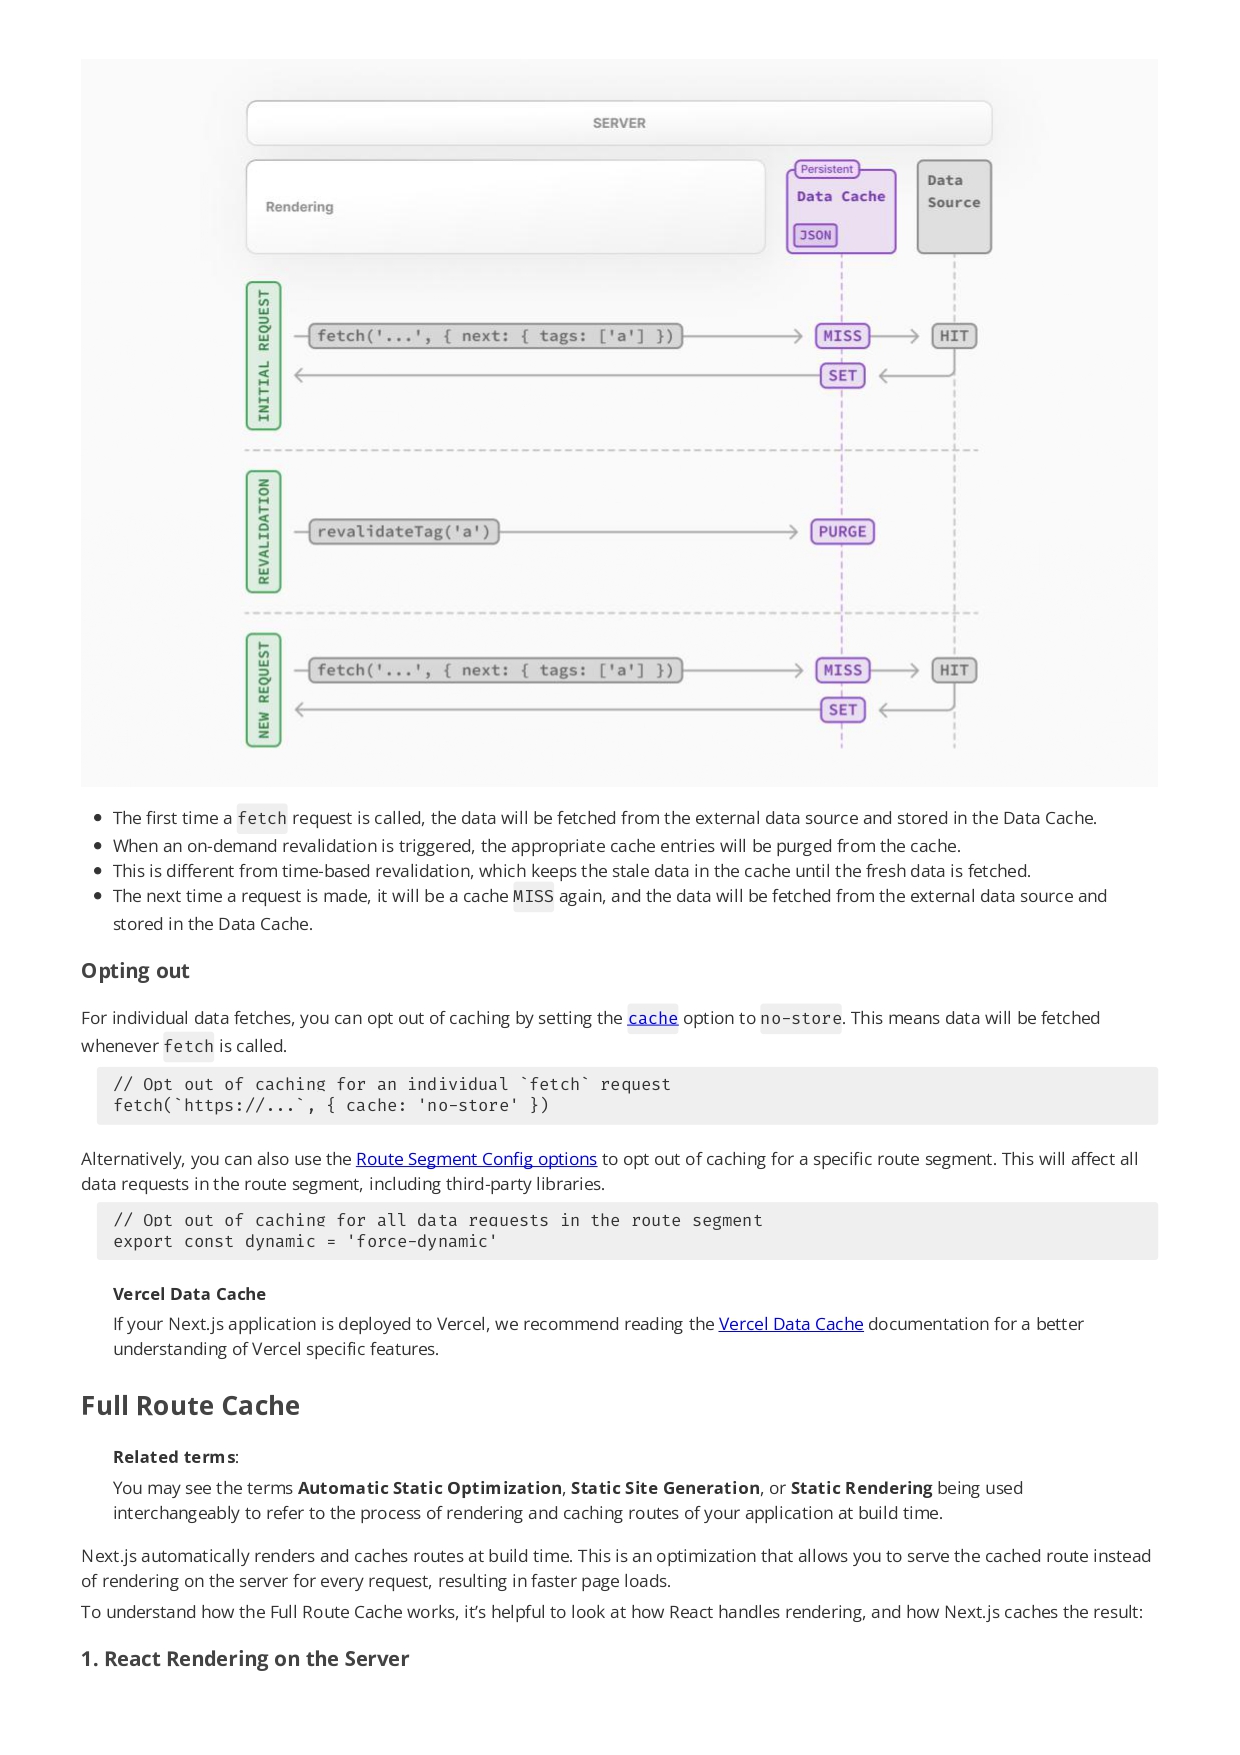 SERVER
Rendering
Persistent
Data Cache
JSON
Data
Source
INITIAL REQUEST
fetch('...', { next: { tags: ['a'] })
MISS
HIT
SET
REVALIDATION
revalidateTag('a')
PURGE
NEW REQUEST
fetch('...', { next: { tags: ['a'] })
MISS
HIT
SET
• The first time a fetch request is called, the data will be fetched from the external data source and stored in the Data Cache.
• When an on-demand revalidation is triggered, the appropriate cache entries will be purged from the cache.
• This is different from time-based revalidation, which keeps the stale data in the cache until the fresh data is fetched.
• The next time a request is made, it will be a cache MISS again, and the data will be fetched from the external data source and
stored in the Data Cache.
Opting out
For individual data fetches, you can opt out of caching by setting the cache option to no-store. This means data will be fetched
whenever fetch is called.
// Opt out of caching for an individual `fetch` request
fetch(`https://...`, { cache: 'no-store' })
Alternatively, you can also use the Route Segment Config options to opt out of caching for a specific route segment. This will affect all
data requests in the route segment, including third-party libraries.
// Opt out of caching for all data requests in the route segment
export const dynamic = 'force-dynamic'
Vercel Data Cache
If your Next.js application is deployed to Vercel, we recommend reading the Vercel Data Cache documentation for a better
understanding of Vercel specific features.
Full Route Cache
Related terms:
You may see the terms Automatic Static Optimization, Static Site Generation, or Static Rendering being used
interchangeably to refer to the process of rendering and caching routes of your application at build time.
Next.js automatically renders and caches routes at build time. This is an optimization that allows you to serve the cached route instead
of rendering on the server for every request, resulting in faster page loads.
To understand how the Full Route Cache works, it’s helpful to look at how React handles rendering, and how Next.js caches the result:
1. React Rendering on the Server